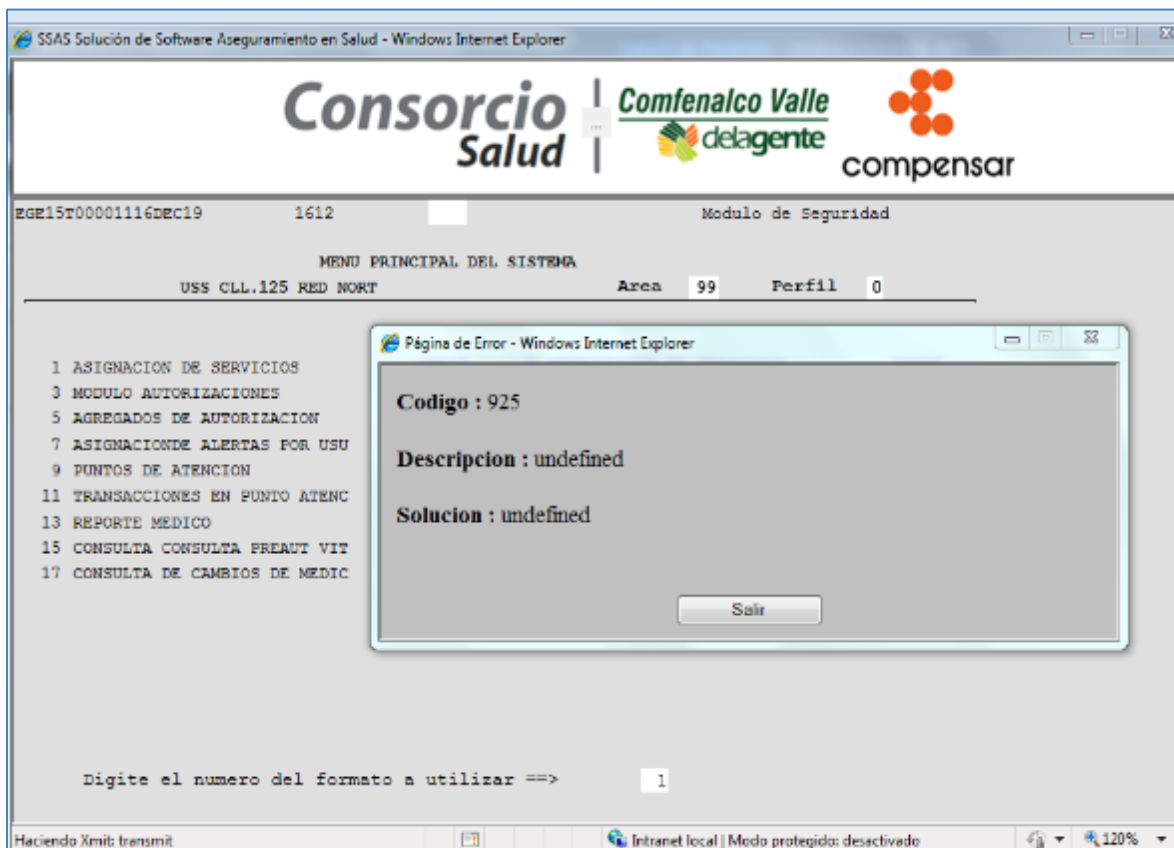 SSAS Solución de Software Aseguramiento en Salud - Windows Internet Explorer
Consorcio Salud
...
Comfenalco Valle
delagente
compensar
EGE15T00001116DEC19 1612 Modulo de Seguridad
MENU PRINCIPAL DEL SISTEMA
USS CLL.125 RED NORT Area 99 Perfil 0
1 ASIGNACION DE SERVICIOS
3 MODULO AUTORIZACIONES
5 AGREGADOS DE AUTORIZACION
7 ASIGNACIONDE ALERTAS POR USU
9 PUNTOS DE ATENCION
11 TRANSACCIONES EN PUNTO ATENC
13 REPORTE MEDICO
15 CONSULTA CONSULTA PREAUT VIT
17 CONSULTA DE CAMBIOS DE MEDIC
Página de Error - Windows Internet Explorer
Codigo : 925
Descripcion : undefined
Solucion : undefined
Salir
Digite el numero del formato a utilizar ==> 1
Haciendo Xmit: transmit Intranet local | Modo protegido: desactivado 120%